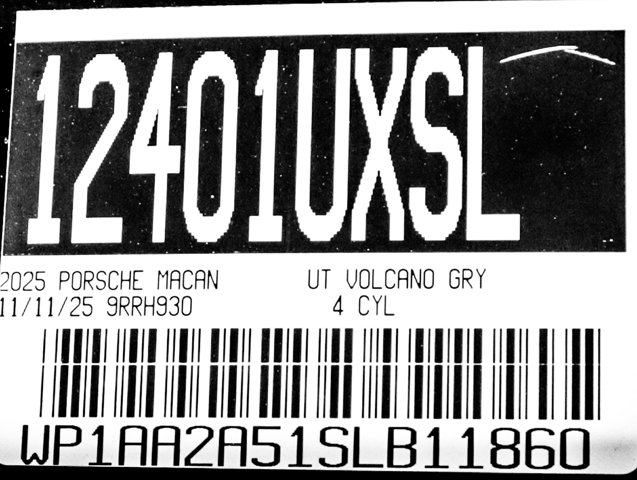 12401UXSL
2025 PORSCHE MACAN UT VOLCANO GRY
11/11/25 9RRH930 4 CYL
WP1AA2A51SLB11860